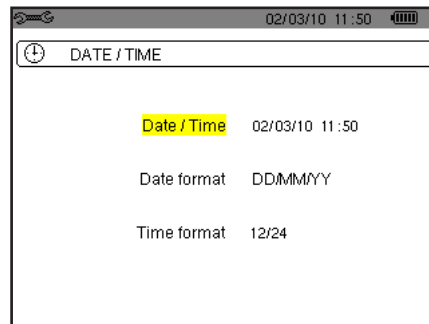 02/03/10 11:50
DATE / TIME
Date / Time 02/03/10 11:50
Date format DD/MM/YY
Time format 12/24